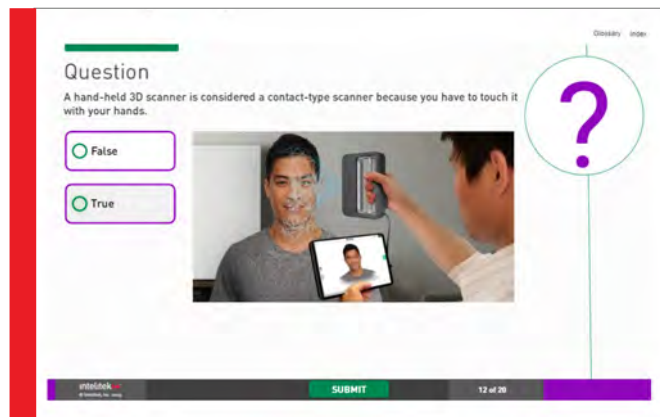 Glossary Index
Question
A hand-held 3D scanner is considered a contact-type scanner because you have to touch it
with your hands.
False
True
?
intelitek
SUBMIT
12 of 20